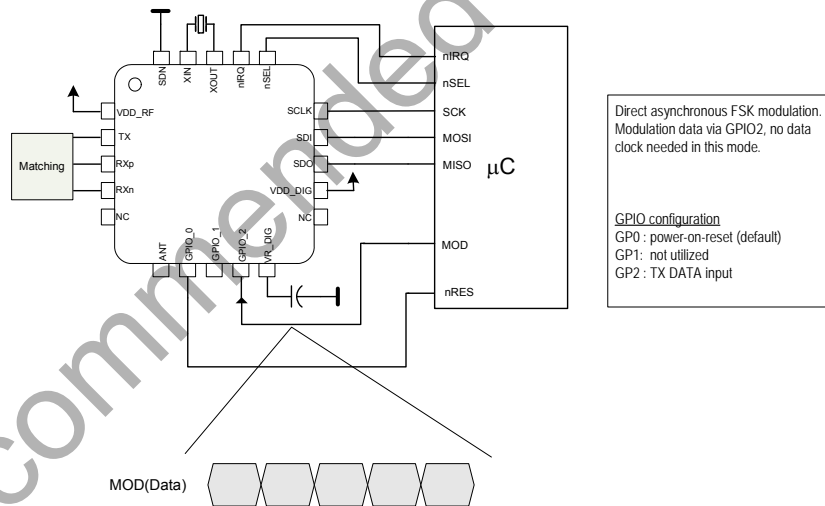 SDN
XIN
XOUT
nIRQ
nSEL
VDD_RF
TX
RXp
RXn
NC
Matching
SCLK
SDI
SDO
VDD_DIG
NC
ANT
GPIO_0
GPIO_1
GPIO_2
VR_DIG
nIRQ
nSEL
SCK
MOSI
MISO
µC
MOD
nRES
Direct asynchronous FSK modulation.
Modulation data via GPIO2, no data
clock needed in this mode.
GPIO configuration
GP0 : power-on-reset (default)
GP1: not utilized
GP2 : TX DATA input
MOD(Data)
commended